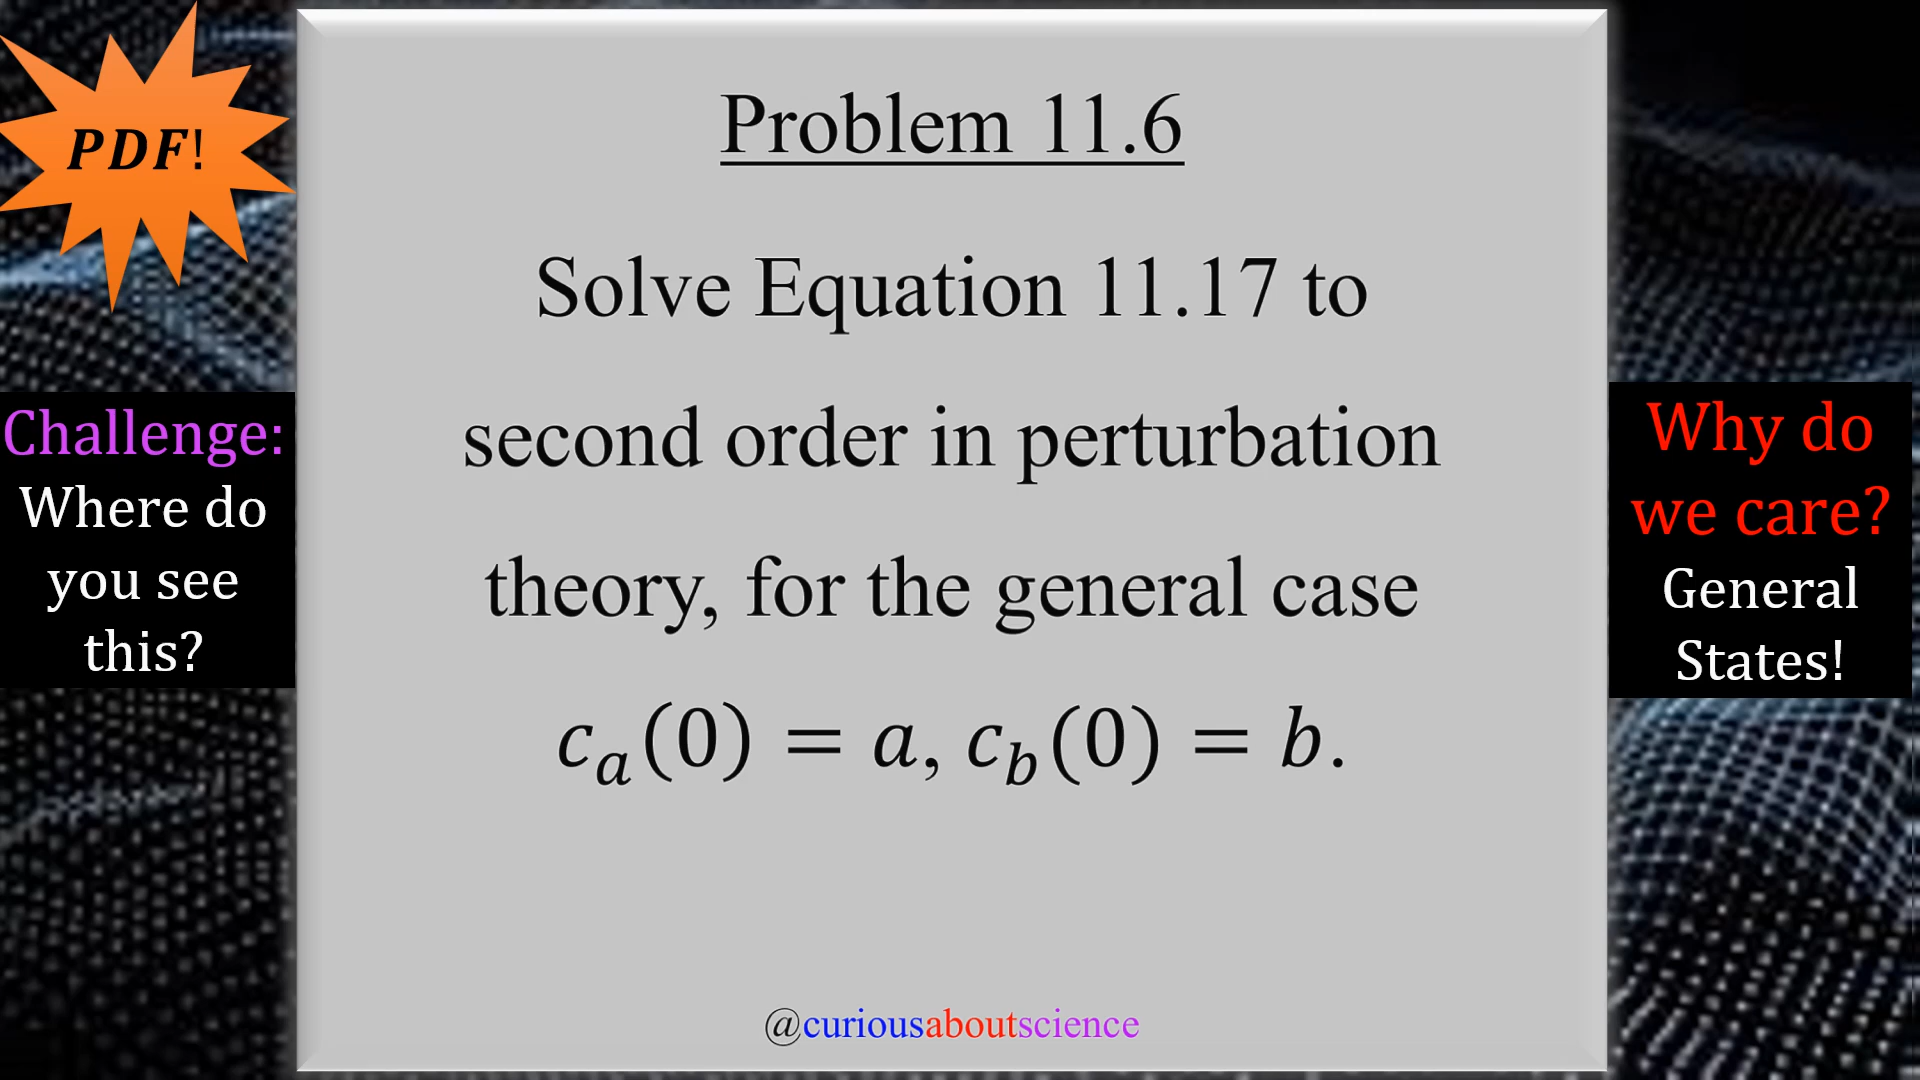 PDF!
Problem 11.6
Solve Equation 11.17 to
second order in perturbation
theory, for the general case
cₐ(0) = a, c_b(0) = b.
Challenge:
Where do
you see
this?
Why do
we care?
General
States!
@curiousaboutscience